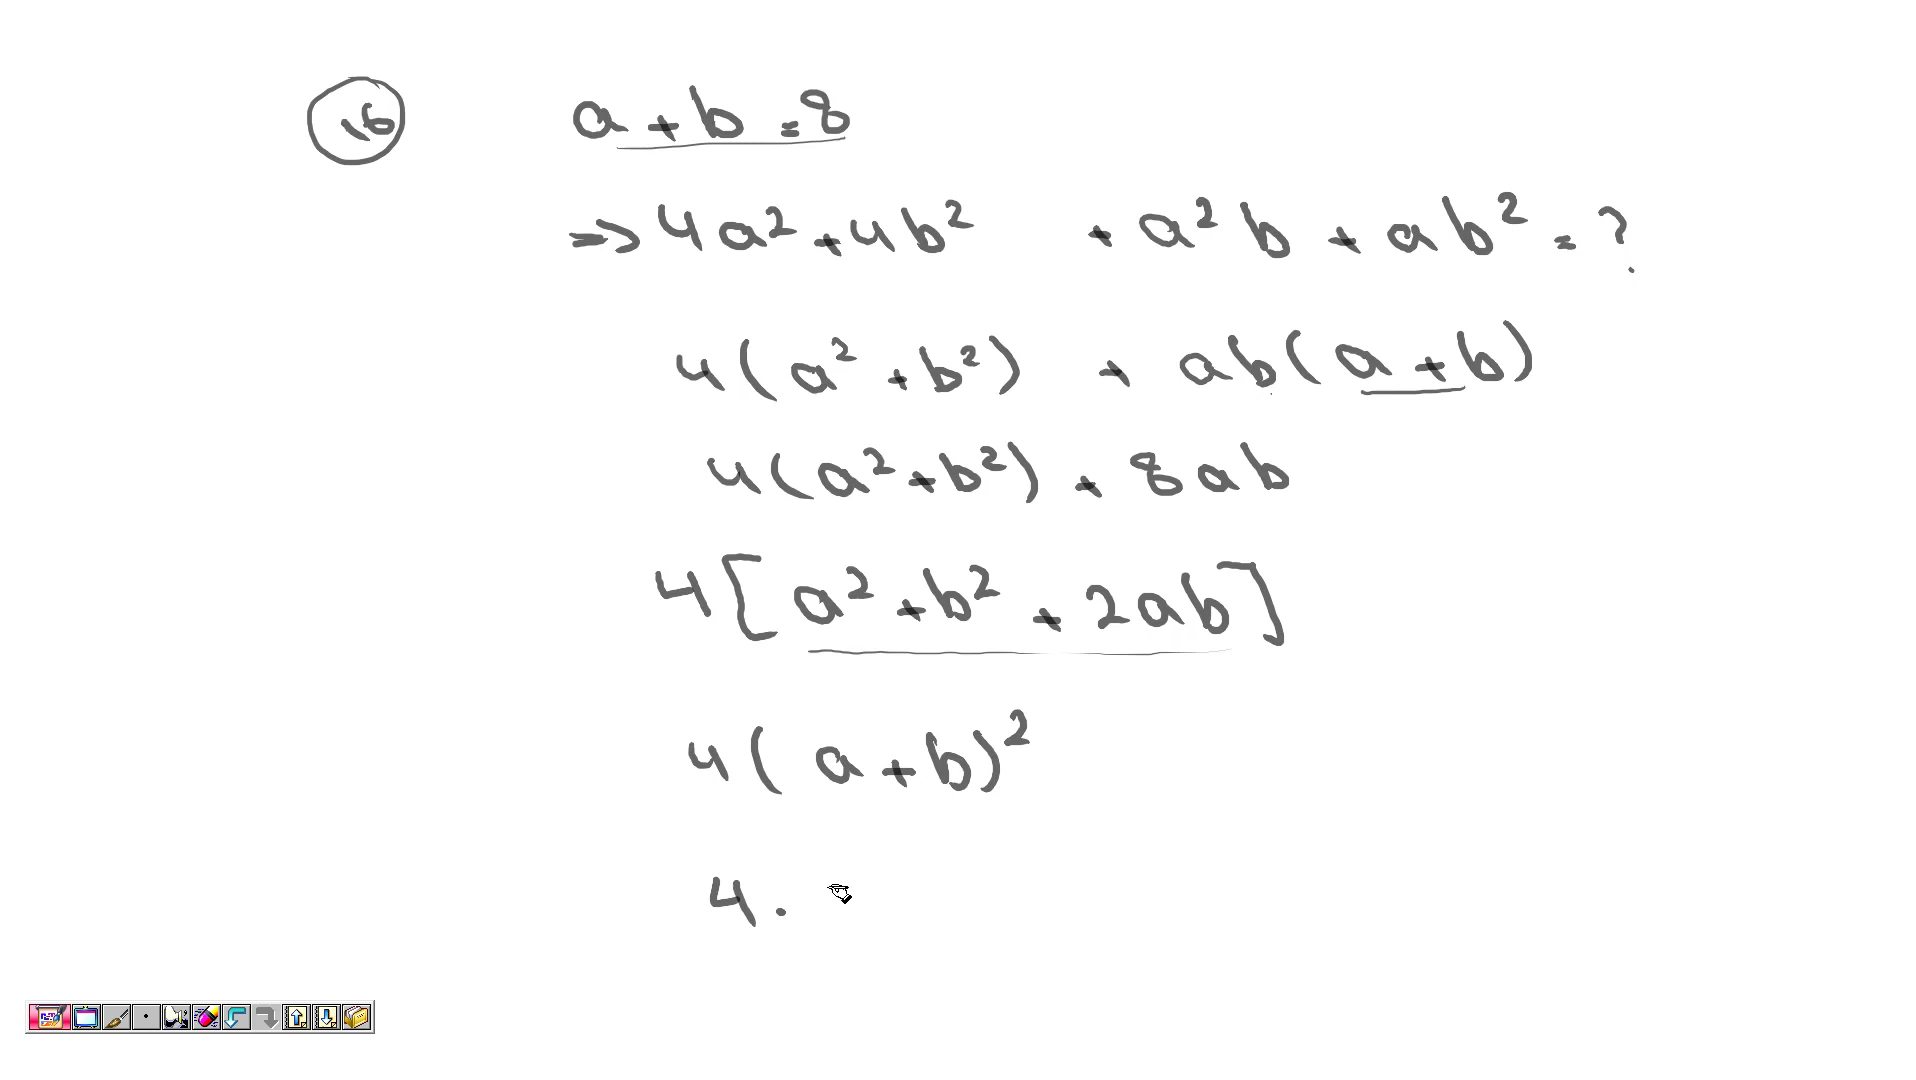 16
a + b = 8
=> 4a² + 4b² + a²b + ab² = ?
4(a² + b²) + ab(a + b)
4(a² + b²) + 8ab
4[a² + b² + 2ab]
4(a + b)²
4.